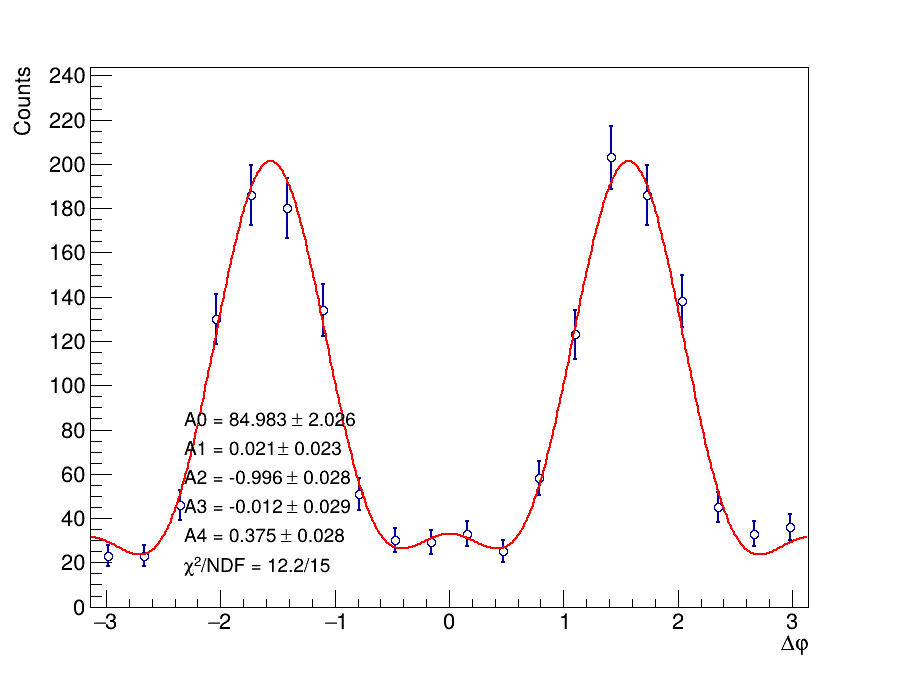 Counts
240
220
200
180
160
140
120
100
80
60
40
20
0
A0 = 84.983 ± 2.026
A1 = 0.021 ± 0.023
A2 = -0.996 ± 0.028
A3 = -0.012 ± 0.029
A4 = 0.375 ± 0.028
χ²/NDF = 12.2/15
−3 −2 −1 0 1 2 3
Δφ